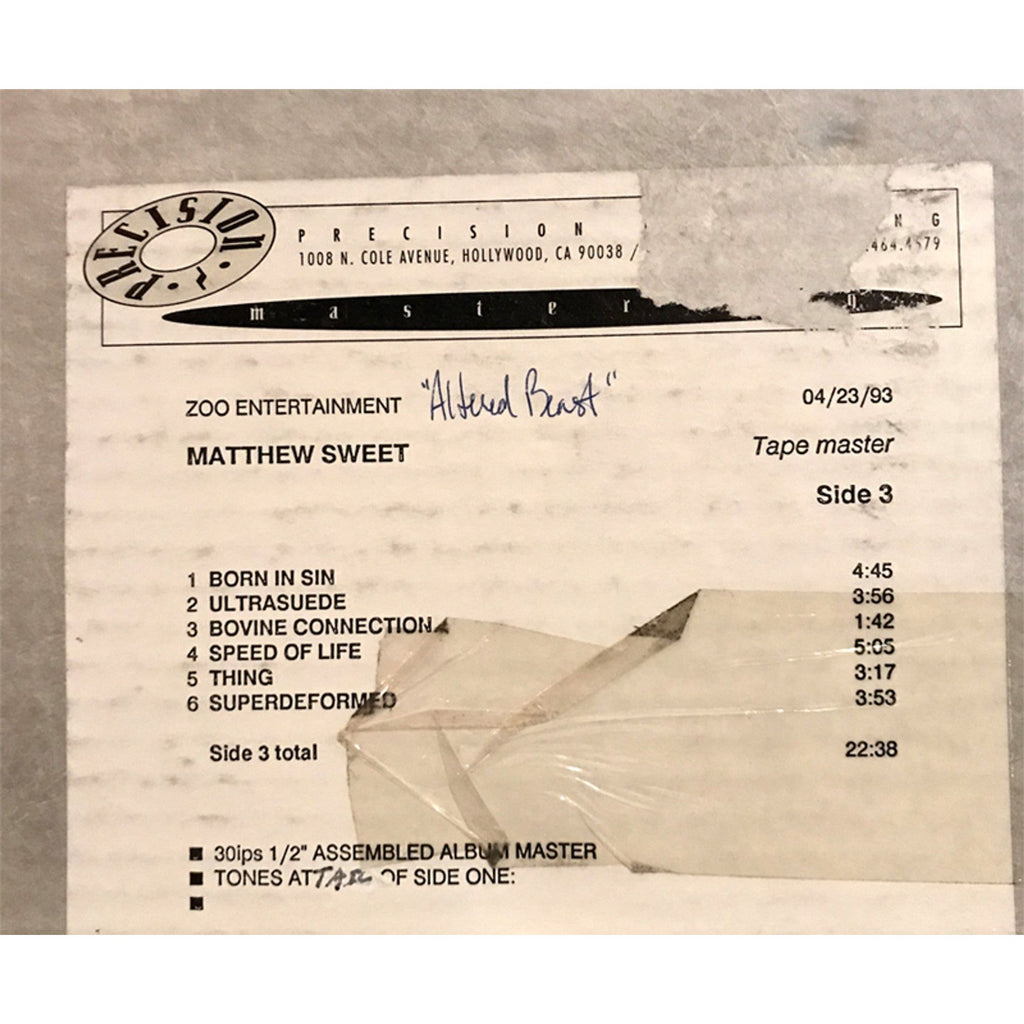 PRECISION
PRECISION NG
1008 N. COLE AVENUE, HOLLYWOOD, CA 90038 / .464.4579
master g
ZOO ENTERTAINMENT "Altered Beast" 04/23/93
MATTHEW SWEET Tape master
Side 3
1 BORN IN SIN 4:45
2 ULTRASUEDE 3:56
3 BOVINE CONNECTION 1:42
4 SPEED OF LIFE 5:05
5 THING 3:17
6 SUPERDEFORMED 3:53
Side 3 total 22:38
30ips 1/2" ASSEMBLED ALBUM MASTER
TONES AT TAIL OF SIDE ONE: